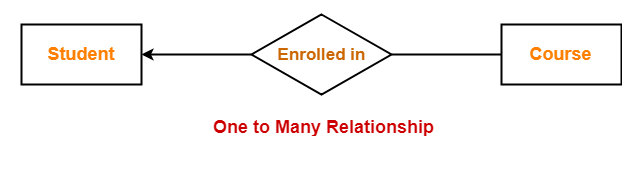 Student
Enrolled in
Course
One to Many Relationship